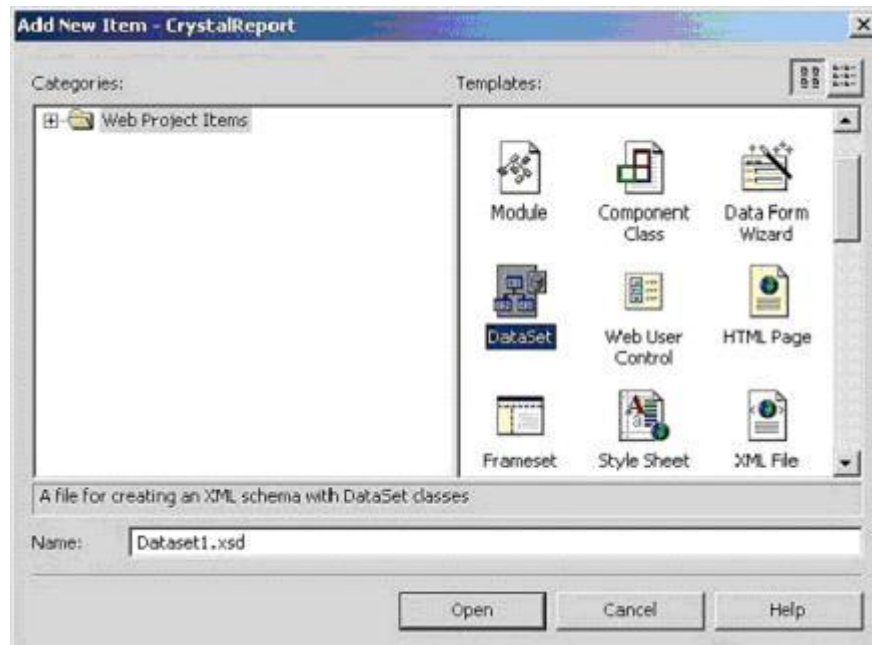 Add New Item - CrystalReport
Categories:
Templates:
Web Project Items
Module
Component
Class
Data Form
Wizard
DataSet
Web User
Control
HTML Page
Frameset
Style Sheet
XML File
A file for creating an XML schema with DataSet classes
Name:
Dataset1.xsd
Open
Cancel
Help